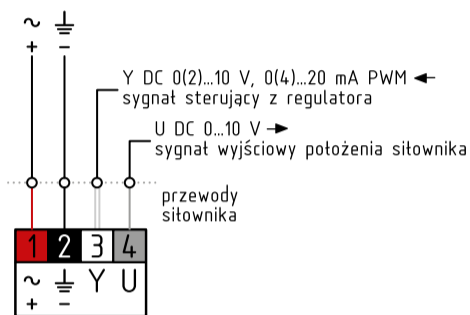 ~ ⏚
+ −
Y DC 0(2)...10 V, 0(4)...20 mA PWM ←
sygnał sterujący z regulatora
U DC 0...10 V →
sygnał wyjściowy położenia siłownika
przewody
siłownika
1 2 3 4
~ ⏚ Y U
+ −